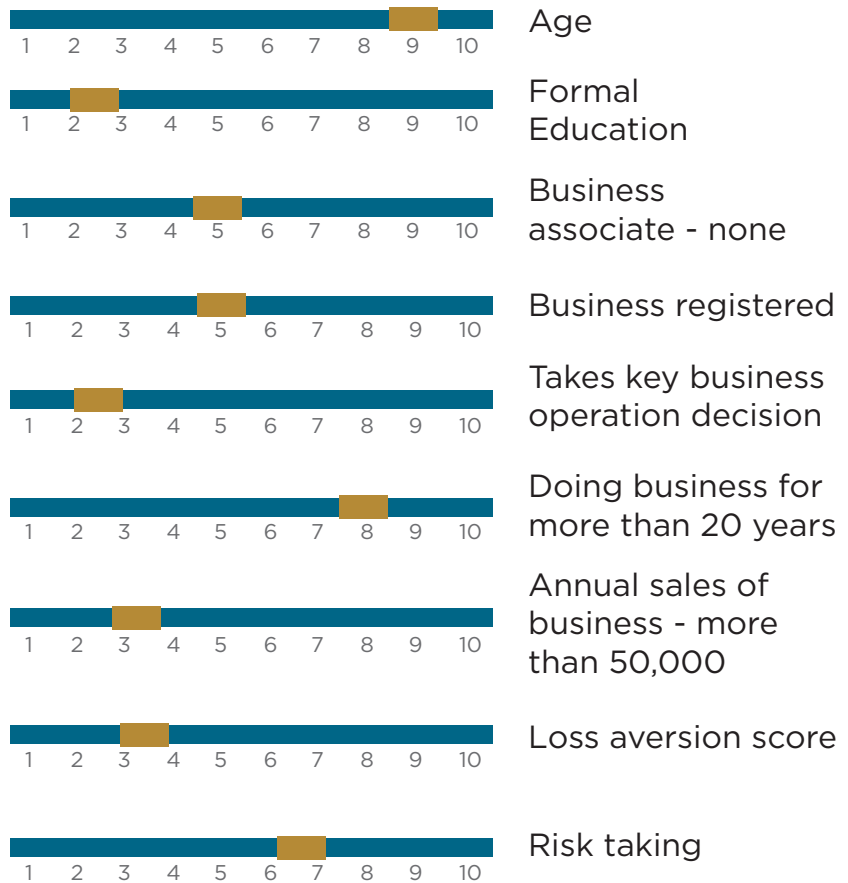 Age
1 2 3 4 5 6 7 8 9 10
Formal
Education
1 2 3 4 5 6 7 8 9 10
Business
associate - none
1 2 3 4 5 6 7 8 9 10
Business registered
1 2 3 4 5 6 7 8 9 10
Takes key business
operation decision
1 2 3 4 5 6 7 8 9 10
Doing business for
more than 20 years
1 2 3 4 5 6 7 8 9 10
Annual sales of
business - more
than 50,000
1 2 3 4 5 6 7 8 9 10
Loss aversion score
1 2 3 4 5 6 7 8 9 10
Risk taking
1 2 3 4 5 6 7 8 9 10